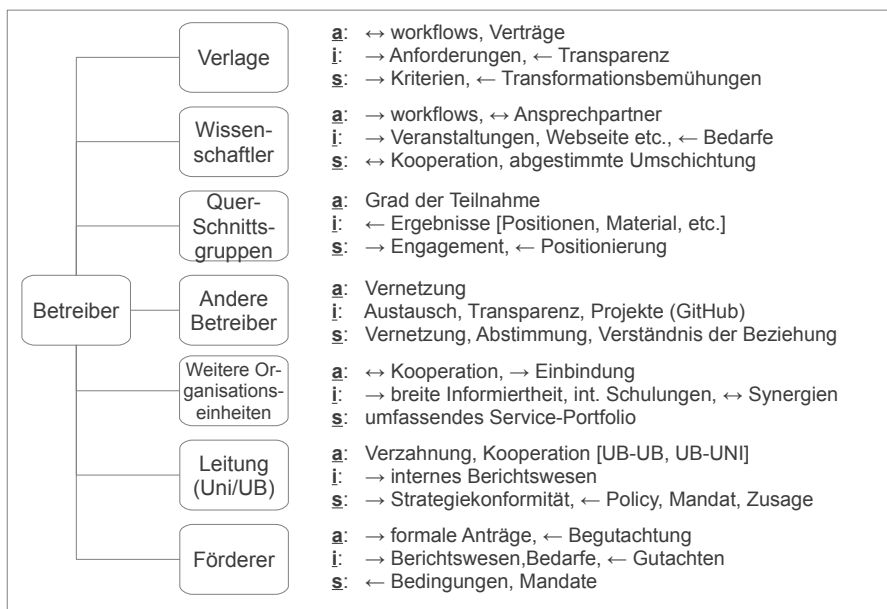 Verlage
a: ↔ workflows, Verträge
i: → Anforderungen, ← Transparenz
s: → Kriterien, ← Transformationsbemühungen
Wissen-
schaftler
a: → workflows, ↔ Ansprechpartner
i: → Veranstaltungen, Webseite etc., ← Bedarfe
s: ↔ Kooperation, abgestimmte Umschichtung
Quer-
Schnitts-
gruppen
a: Grad der Teilnahme
i: ← Ergebnisse [Positionen, Material, etc.]
s: → Engagement, ← Positionierung
Betreiber
Andere
Betreiber
a: Vernetzung
i: Austausch, Transparenz, Projekte (GitHub)
s: Vernetzung, Abstimmung, Verständnis der Beziehung
Weitere Or-
ganisations-
einheiten
a: ↔ Kooperation, → Einbindung
i: → breite Informiertheit, int. Schulungen, ↔ Synergien
s: umfassendes Service-Portfolio
Leitung
(Uni/UB)
a: Verzahnung, Kooperation [UB-UB, UB-UNI]
i: → internes Berichtswesen
s: → Strategiekonformität, ← Policy, Mandat, Zusage
Förderer
a: → formale Anträge, ← Begutachtung
i: → Berichtswesen,Bedarfe, ← Gutachten
s: ← Bedingungen, Mandate